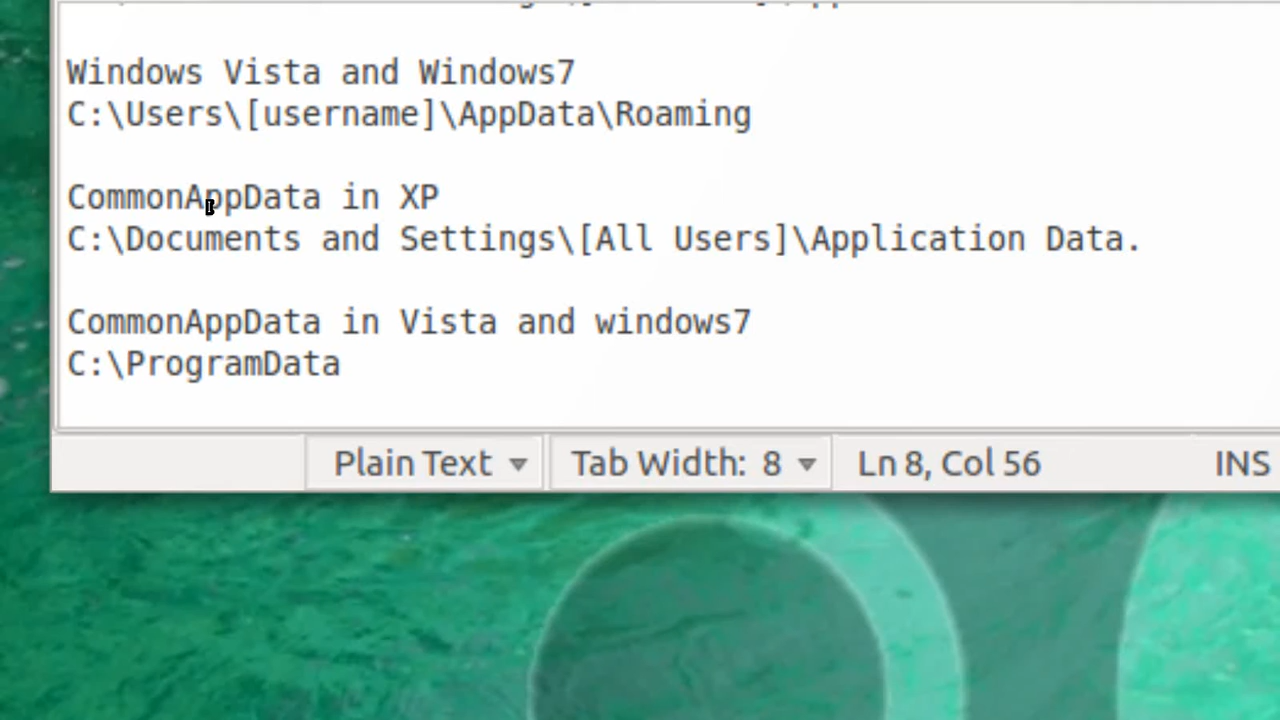 Windows Vista and Windows7
C:\Users\[username]\AppData\Roaming
CommonAppData in XP
C:\Documents and Settings\[All Users]\Application Data.
CommonAppData in Vista and windows7
C:\ProgramData
Plain Text Tab Width: 8 Ln 8, Col 56 INS